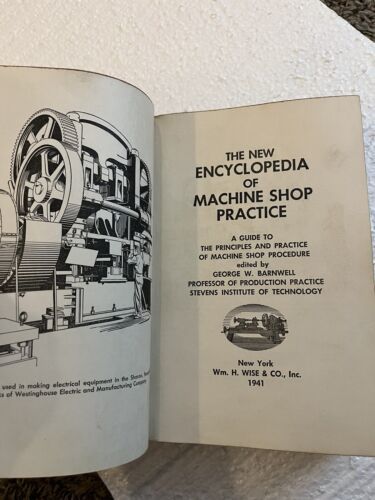 used in making electrical equipment in the Sharon,
of Westinghouse Electric and Manufacturing Company
THE NEW
ENCYCLOPEDIA
OF
MACHINE SHOP
PRACTICE
A GUIDE TO
THE PRINCIPLES AND PRACTICE
OF MACHINE SHOP PROCEDURE
edited by
GEORGE W. BARNWELL
PROFESSOR OF PRODUCTION PRACTICE
STEVENS INSTITUTE OF TECHNOLOGY
New York
Wm. H. WISE & CO., Inc.
1941